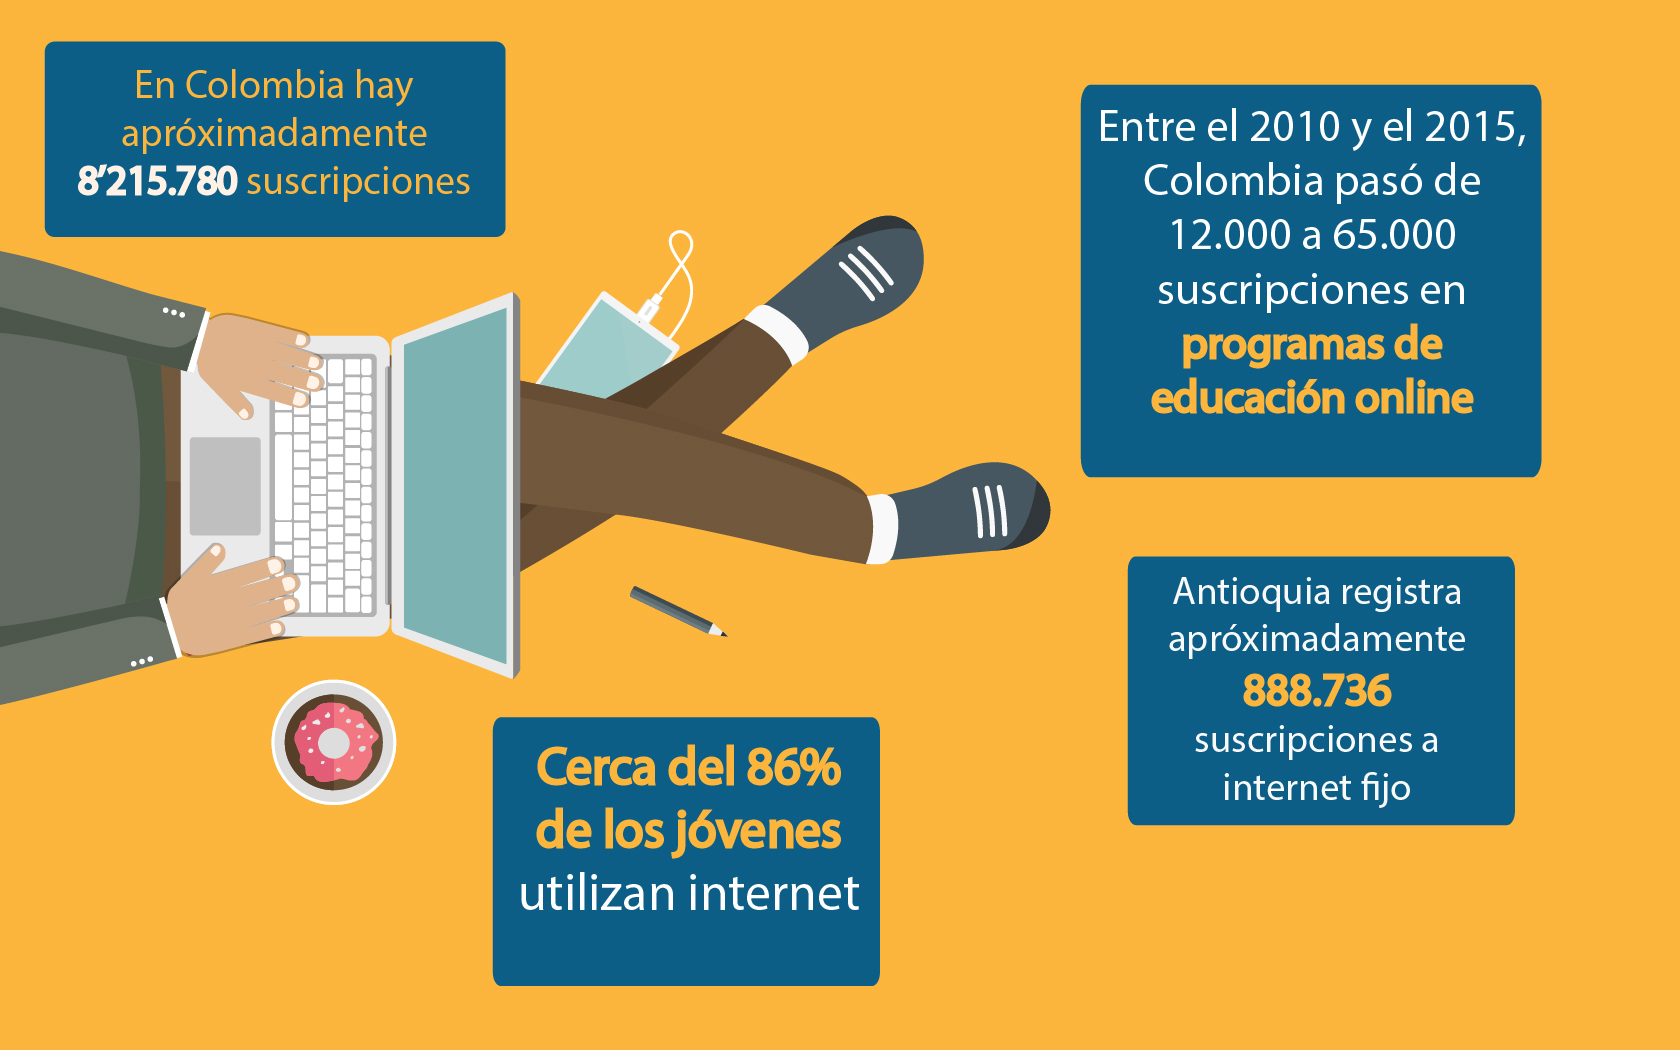 En Colombia hay
apróximadamente
8’215.780 suscripciones
Entre el 2010 y el 2015,
Colombia pasó de
12.000 a 65.000
suscripciones en
programas de
educación online
Antioquia registra
apróximadamente
888.736
suscripciones a
internet fijo
Cerca del 86%
de los jóvenes
utilizan internet